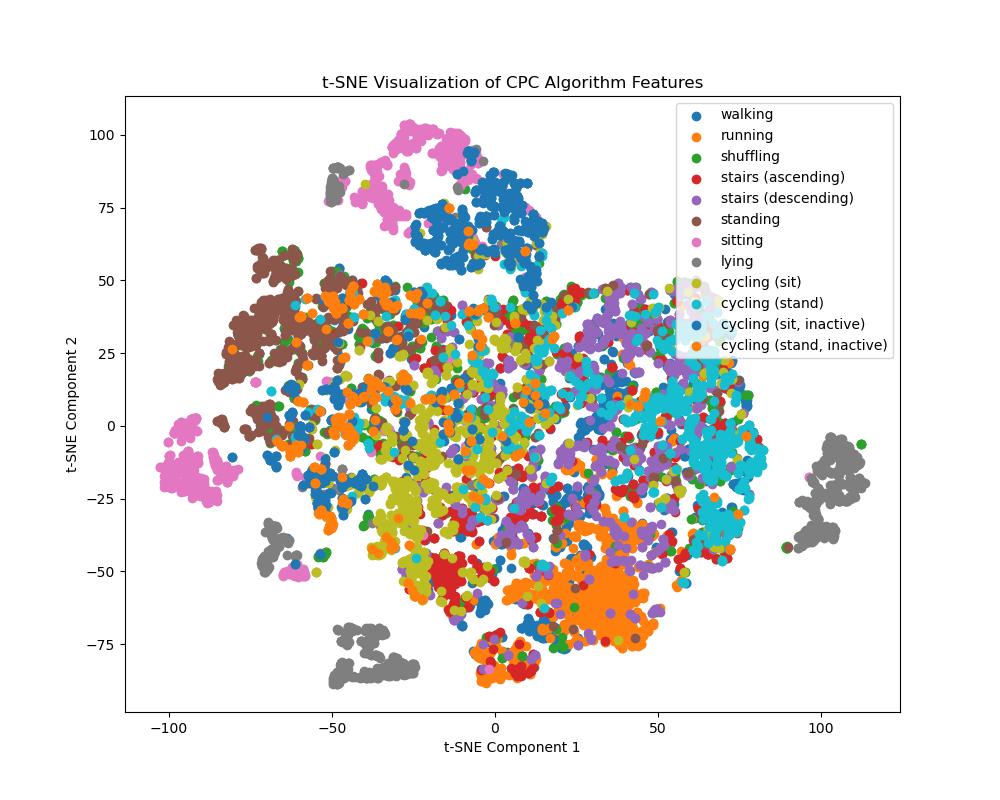 t-SNE Visualization of CPC Algorithm Features
walking
running
shuffling
stairs (ascending)
stairs (descending)
standing
sitting
lying
cycling (sit)
cycling (stand)
cycling (sit, inactive)
cycling (stand, inactive)
100
75
50
25
0
−25
−50
−75
t-SNE Component 2
−100
−50
0
50
100
t-SNE Component 1